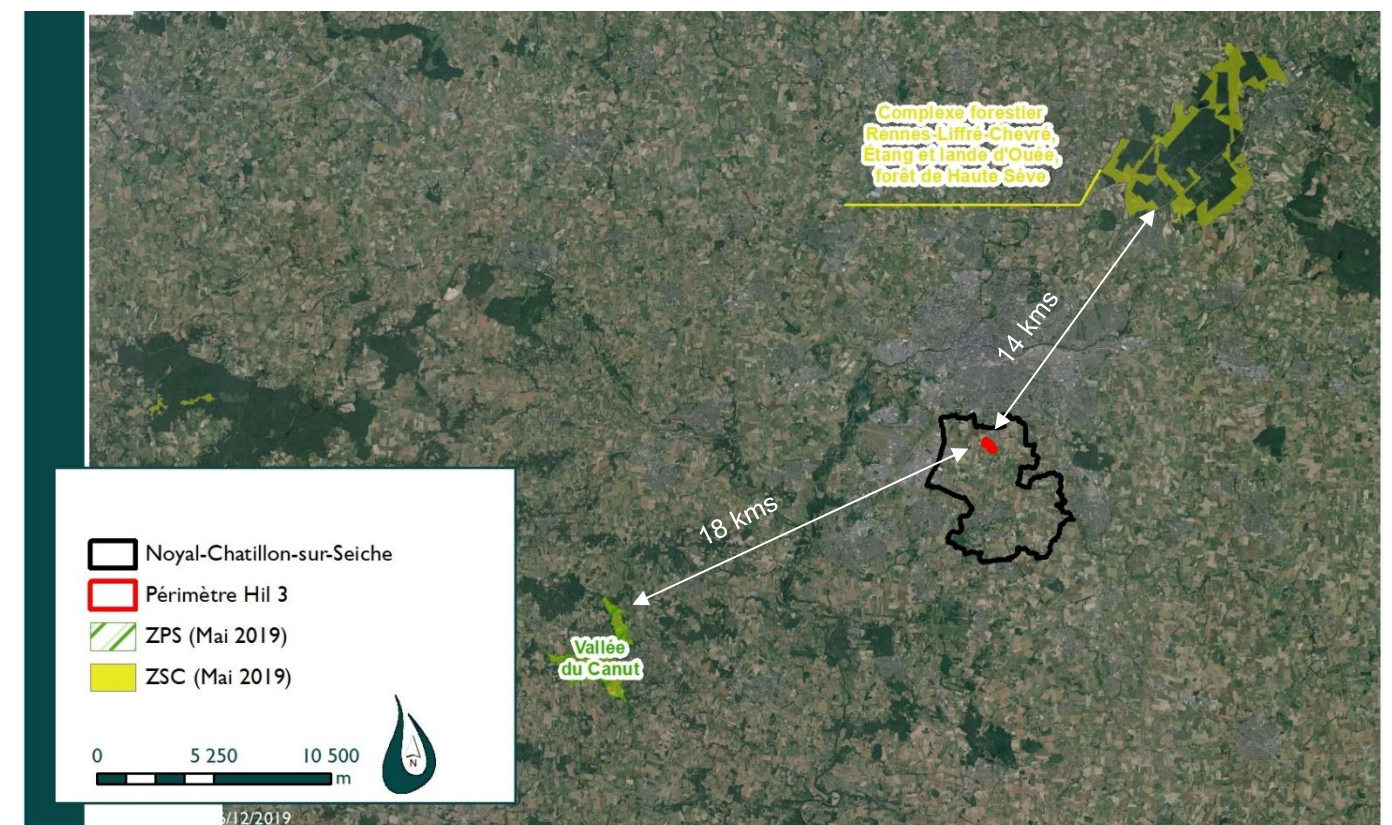 Complexe forestier
Rennes-Liffré-Chevré,
Étang et lande d'Ouée,
forêt de Haute Sève
14 kms
18 kms
Vallée
du Canut
Noyal-Chatillon-sur-Seiche
Périmètre Hil 3
ZPS (Mai 2019)
ZSC (Mai 2019)
0 5 250 10 500
m
N
/12/2019